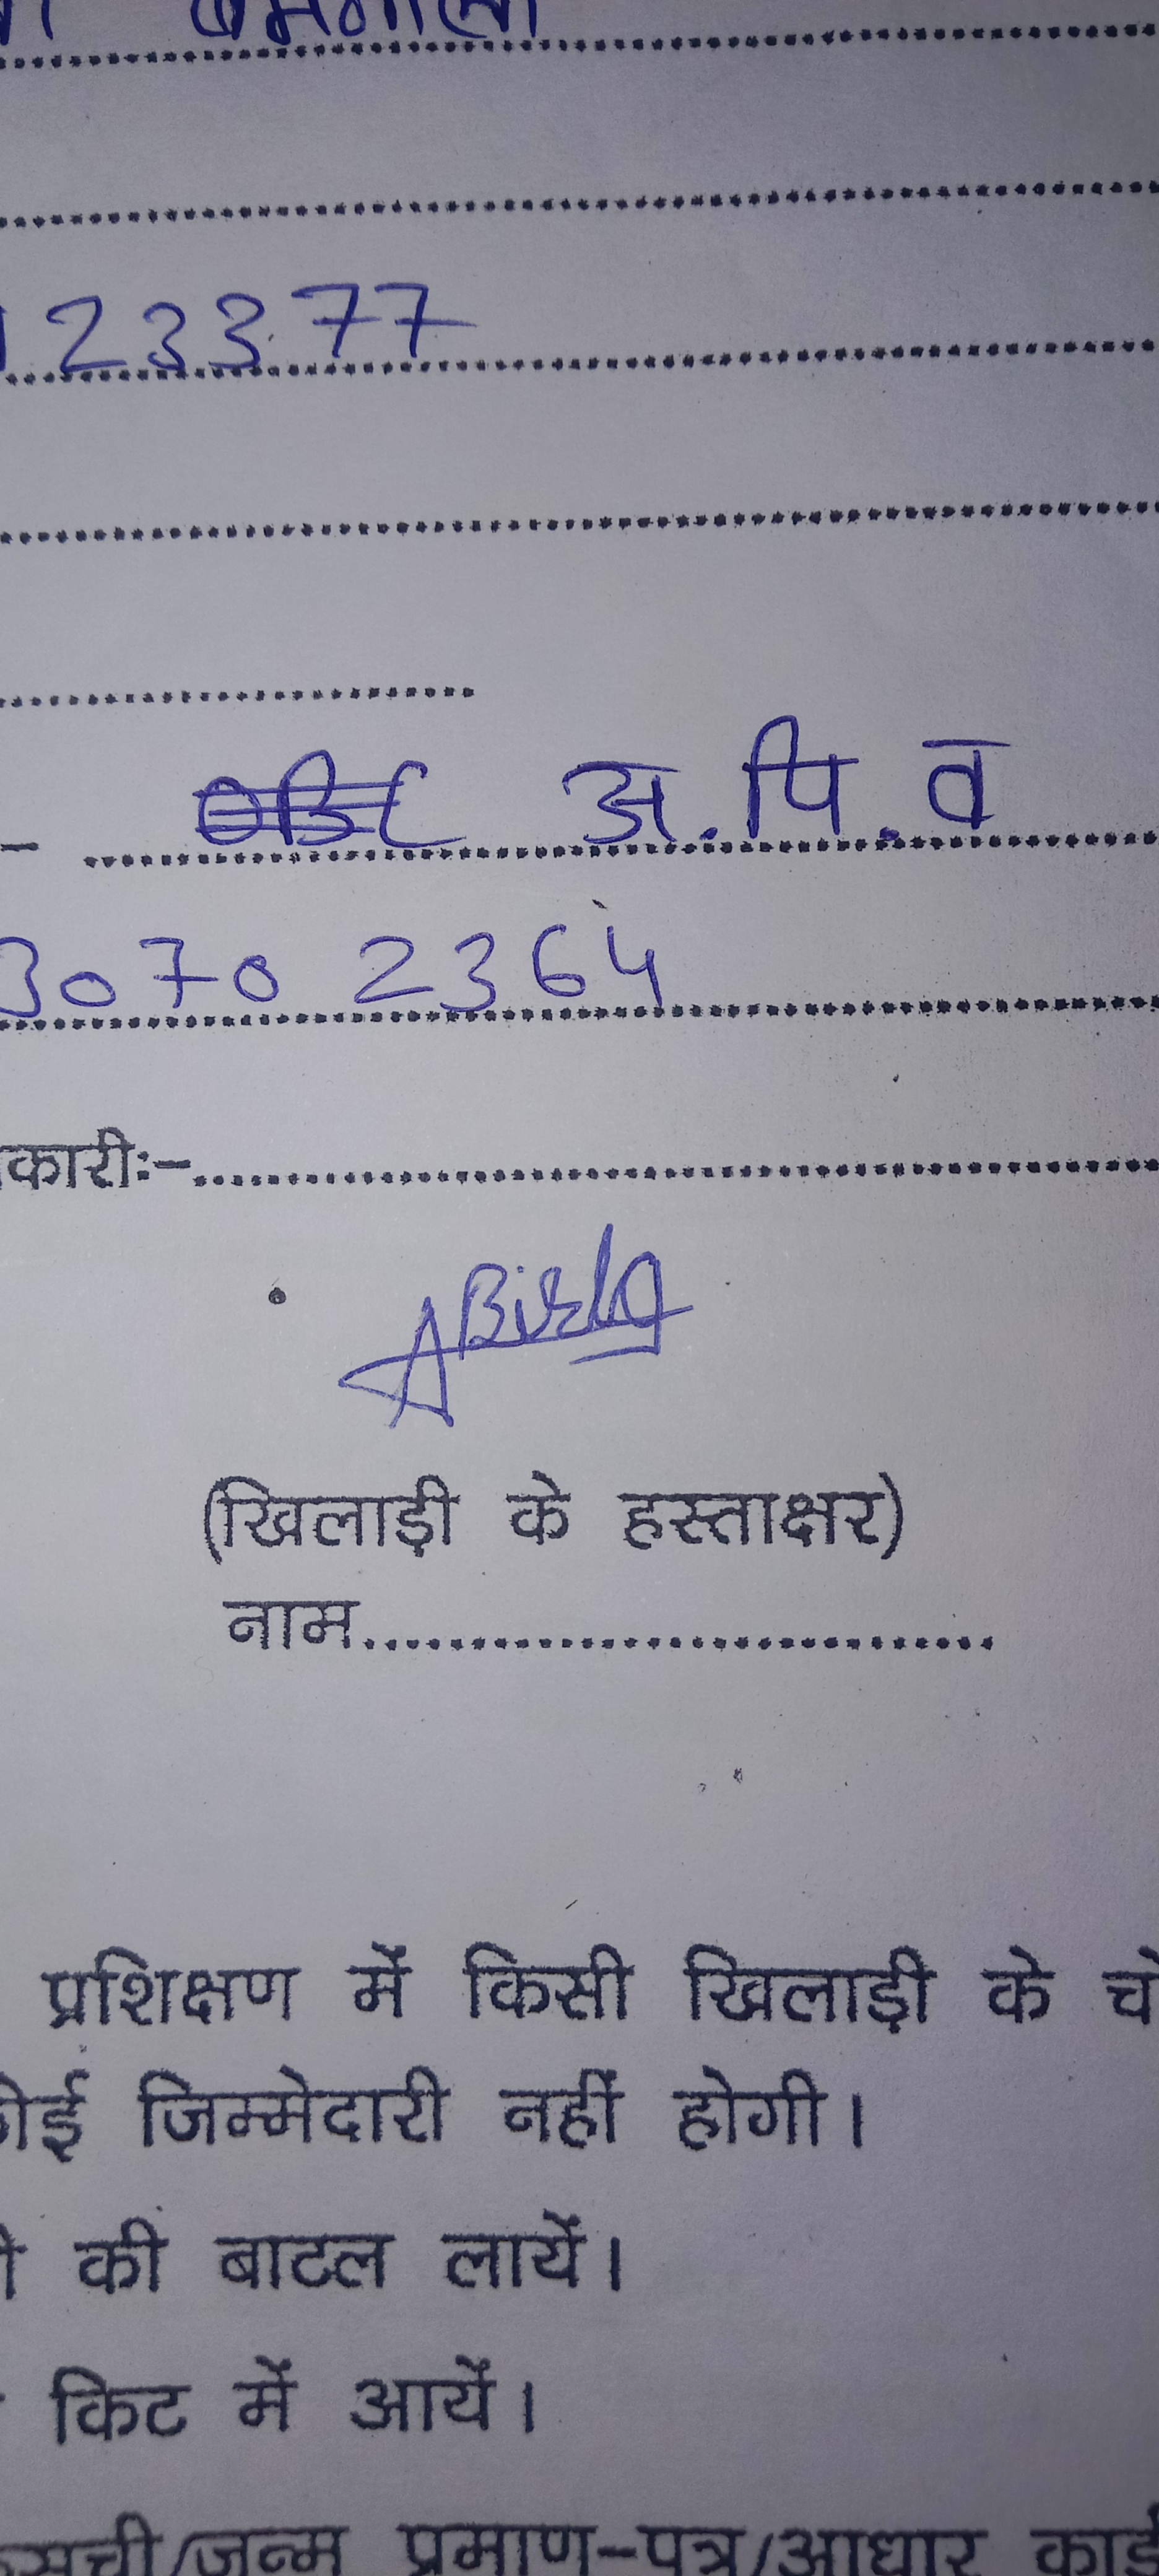 23377
- अ.पि.व
3070 2364
कारीः-
ABirla
(खिलाड़ी के हस्ताक्षर)
नाम
प्रशिक्षण में किसी खिलाड़ी के
जिम्मेदारी नहीं होगी।
की बाटल लायें।
किट में आयें।
/जन्म प्रमाण-पत्र/आधार कार्ड